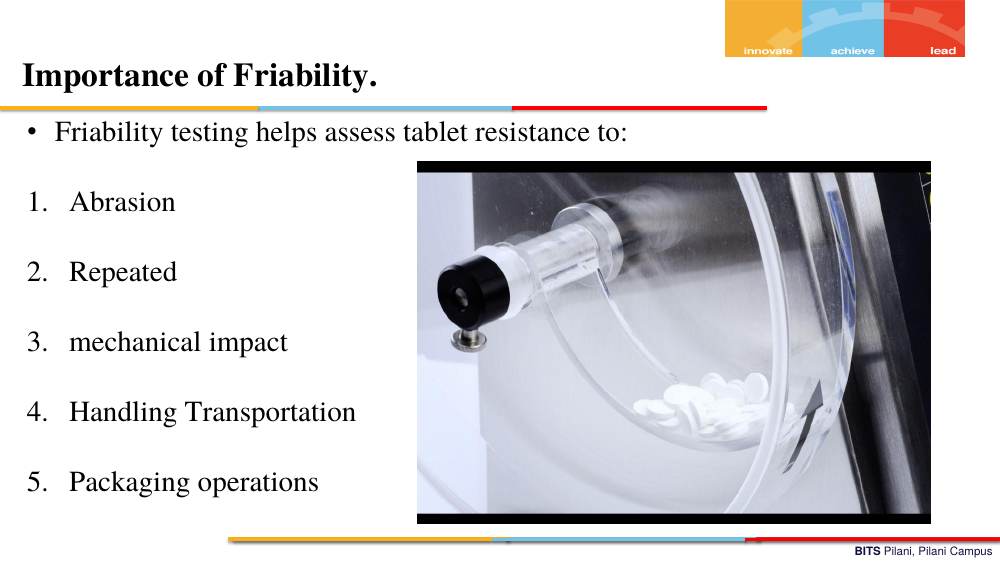 innovate achieve lead
Importance of Friability.
• Friability testing helps assess tablet resistance to:
1. Abrasion
2. Repeated
3. mechanical impact
4. Handling Transportation
5. Packaging operations
BITS Pilani, Pilani Campus